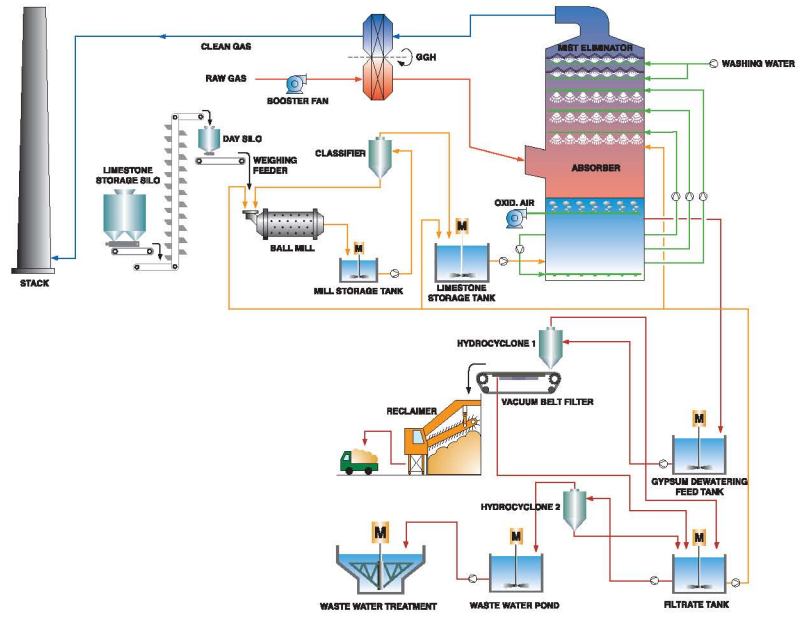 MIST ELIMINATOR
CLEAN GAS
GGH
WASHING WATER
RAW GAS
BOOSTER FAN
DAY SILO
CLASSIFIER
WEIGHING
FEEDER
LIMESTONE
STORAGE SILO
ABSORBER
OXID. AIR
M
BALL MILL
M
STACK
MILL STORAGE TANK
LIMESTONE
STORAGE TANK
HYDROCYCLONE 1
VACUUM BELT FILTER
RECLAIMER
M
GYPSUM DEWATERING
FEED TANK
HYDROCYCLONE 2
M
M
M
WASTE WATER TREATMENT
WASTE WATER POND
FILTRATE TANK